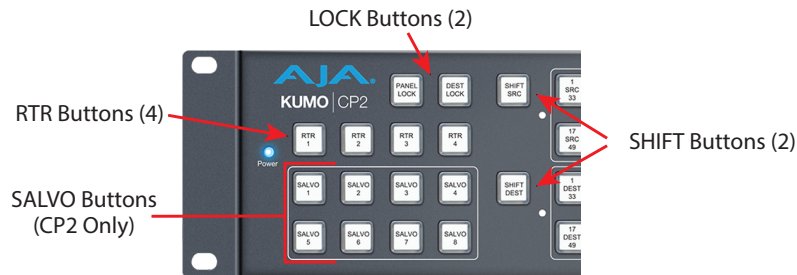 LOCK Buttons (2)
AJA
KUMO | CP2
PANEL
LOCK
DEST
LOCK
SHIFT
SRC
1
SRC
33
RTR Buttons (4)
RTR
1
RTR
2
RTR
3
RTR
4
17
SRC
49
SHIFT Buttons (2)
Power
SALVO Buttons
(CP2 Only)
SALVO
1
SALVO
2
SALVO
3
SALVO
4
SHIFT
DEST
1
DEST
33
SALVO
5
SALVO
6
SALVO
7
SALVO
8
17
DEST
49